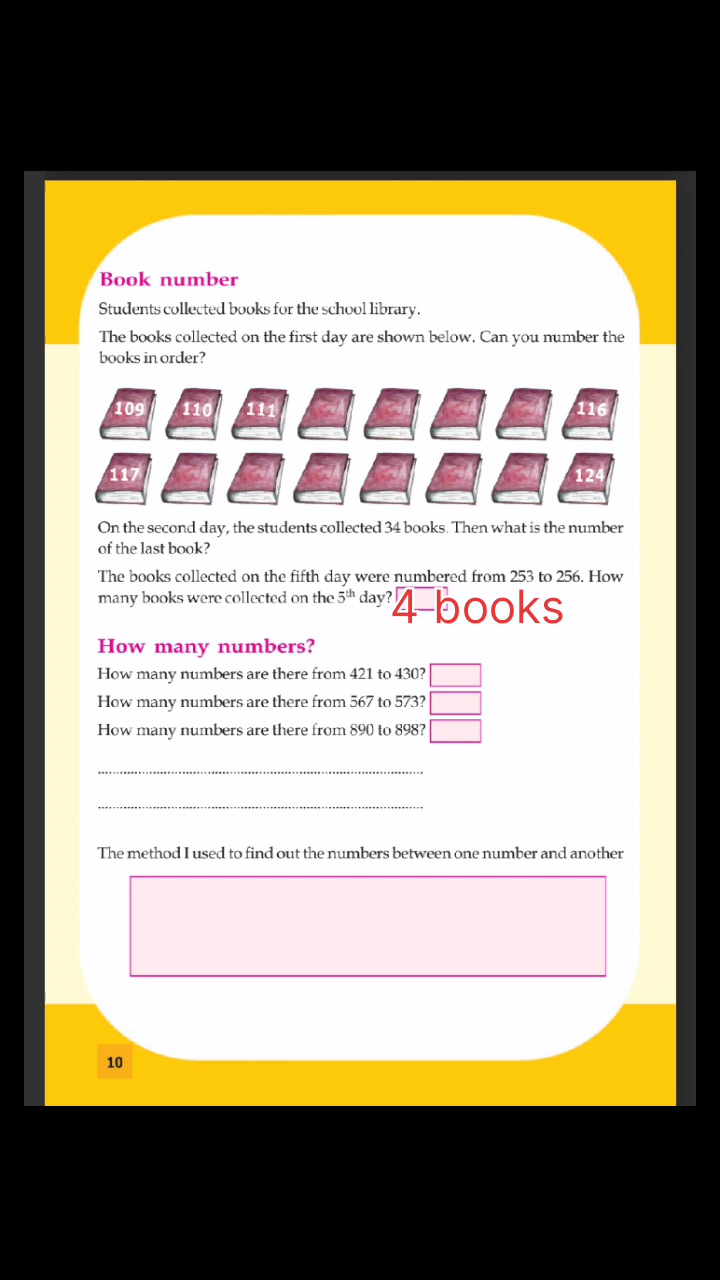 Book number
Students collected books for the school library.
The books collected on the first day are shown below. Can you number the
books in order?
109 110 111 116
117 124
On the second day, the students collected 34 books. Then what is the number
of the last book?
The books collected on the fifth day were numbered from 253 to 256. How
many books were collected on the 5th day? 4 books
How many numbers?
How many numbers are there from 421 to 430?
How many numbers are there from 567 to 573?
How many numbers are there from 890 to 898?
The method I used to find out the numbers between one number and another
10